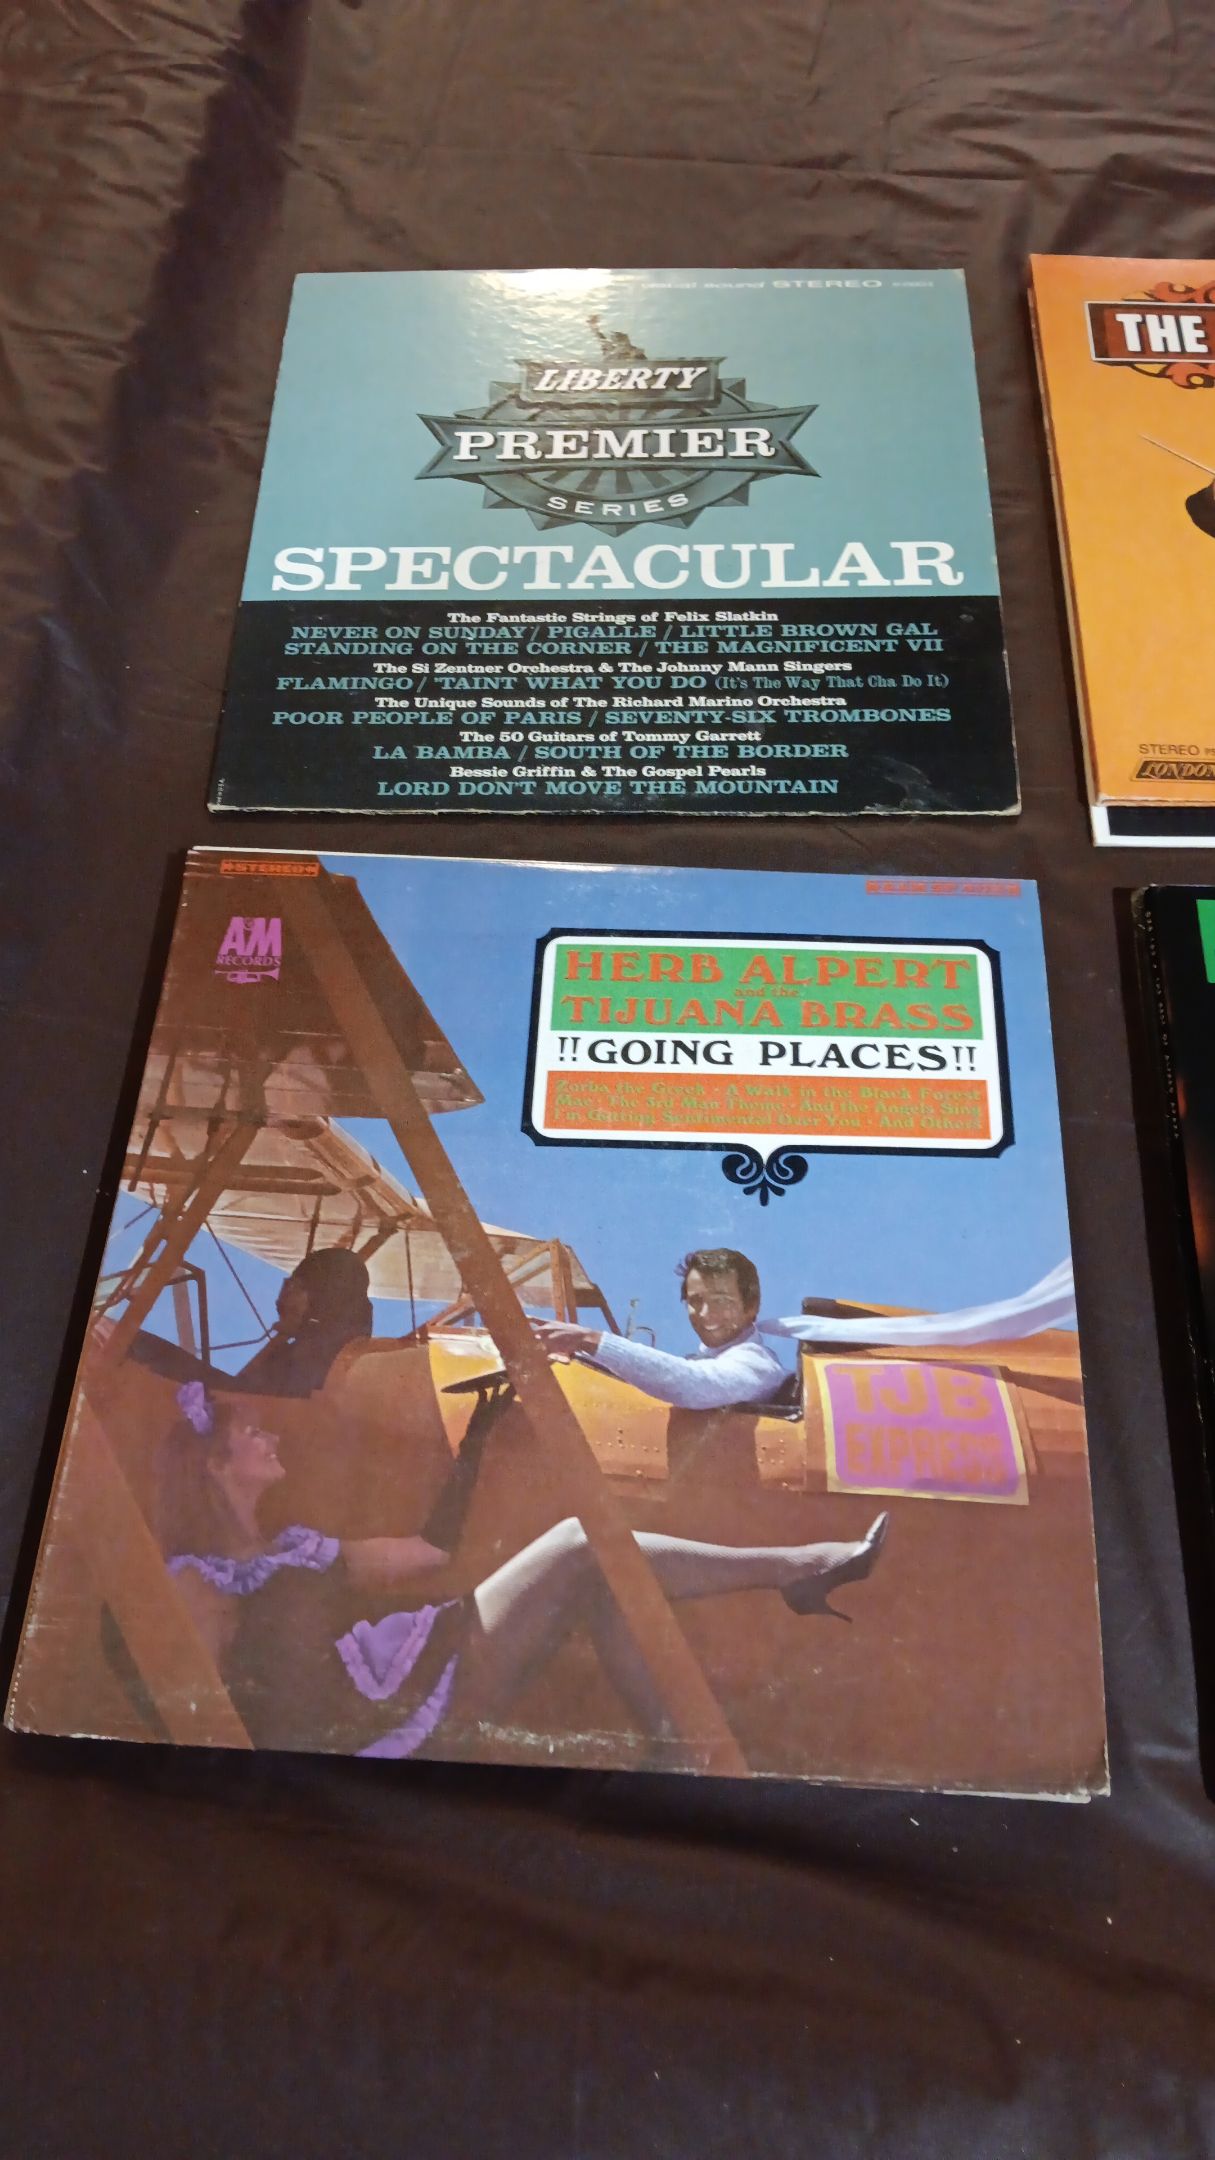 visual sound STEREO
LIBERTY
PREMIER
SERIES
SPECTACULAR
The Fantastic Strings of Felix Slatkin
NEVER ON SUNDAY / PIGALLE / LITTLE BROWN GAL
STANDING ON THE CORNER / THE MAGNIFICENT VII
The Si Zentner Orchestra & The Johnny Mann Singers
FLAMINGO / 'TAINT WHAT YOU DO (It's The Way That Cha Do It)
The Unique Sounds of The Richard Marino Orchestra
POOR PEOPLE OF PARIS / SEVENTY-SIX TROMBONES
The 50 Guitars of Tommy Garrett
LA BAMBA / SOUTH OF THE BORDER
Bessie Griffin & The Gospel Pearls
LORD DON'T MOVE THE MOUNTAIN
THE
STEREO
LONDON
STEREO
A&M
RECORDS
HERB ALPERT
and the
TIJUANA BRASS
!!GOING PLACES!!
Zorba the Greek • A Walk in the Black Forest
Mae • The 3rd Man Theme • And the Angels Sing
I'm Getting Sentimental Over You • And Others
TJB
EXPRESS